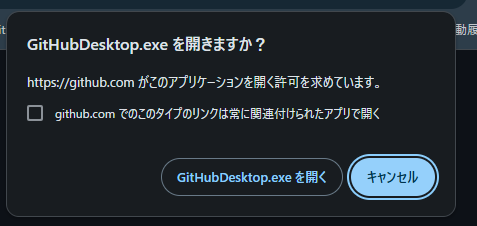 GitHubDesktop.exe を開きますか？
https://github.com がこのアプリケーションを開く許可を求めています。
github.com でのこのタイプのリンクは常に関連付けられたアプリで開く
GitHubDesktop.exe を開く
キャンセル